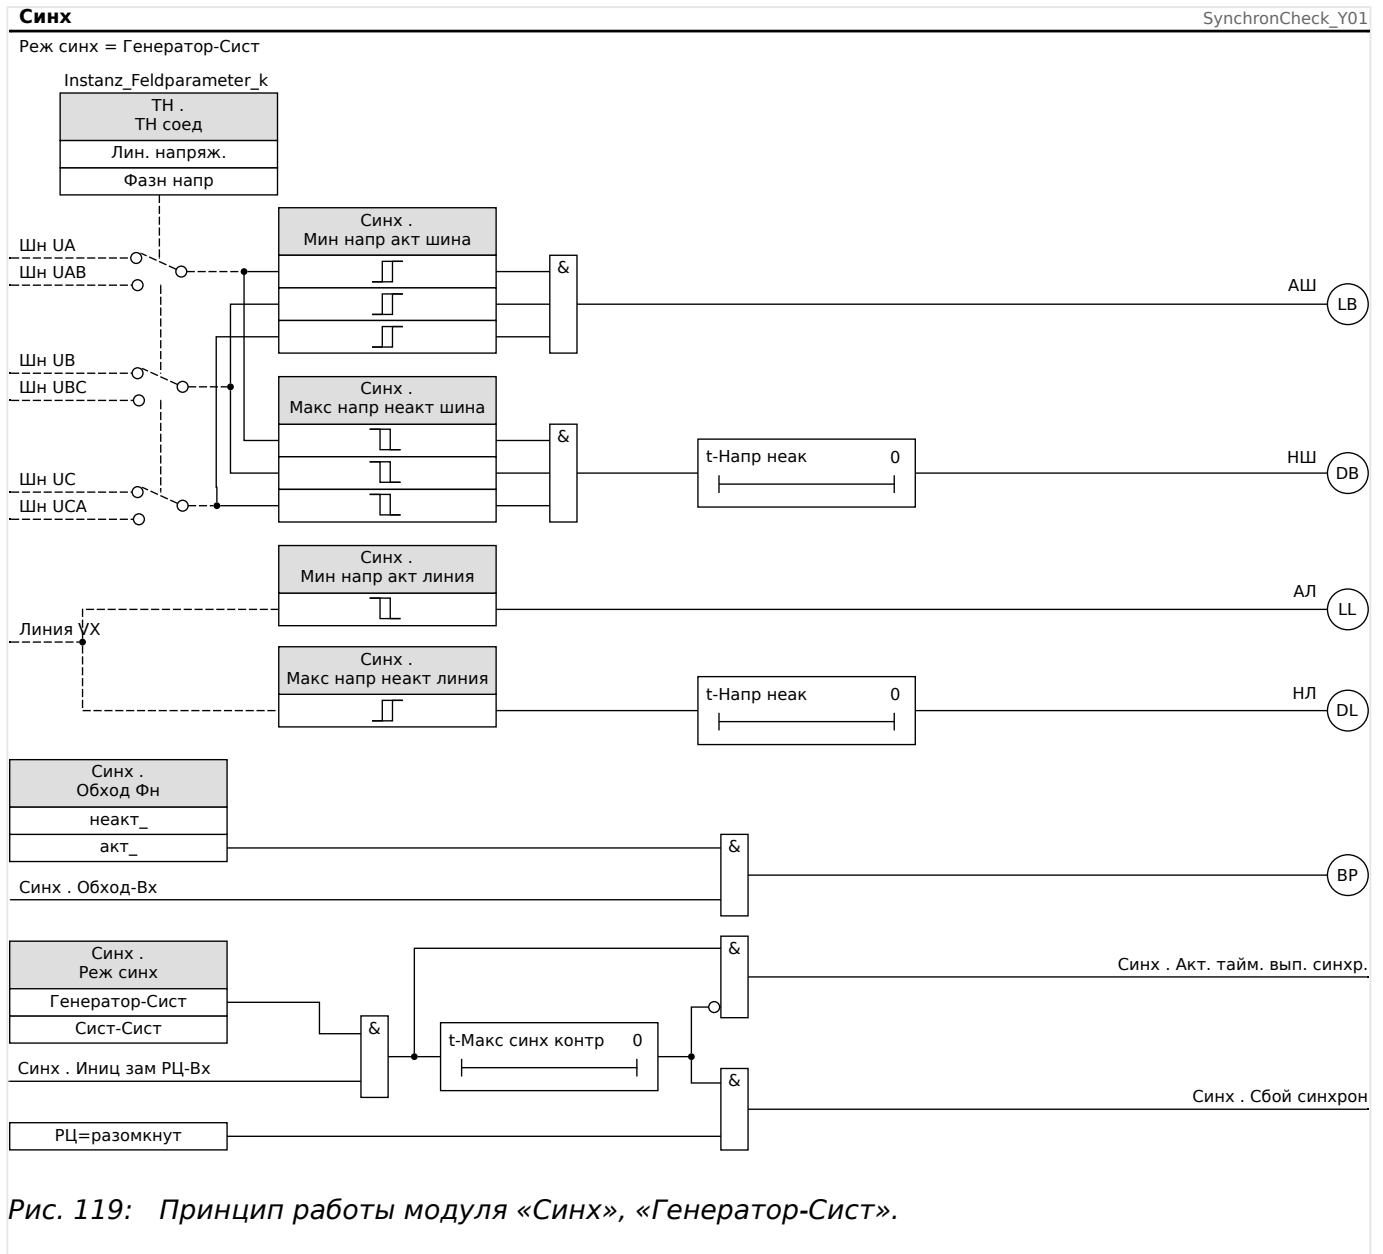 Синх
SynchronCheck_Y01
Реж синх = Генератор-Сист
Instanz_Feldparameter_k
ТН .
ТН соед
Лин. напряж.
Фазн напр
Синх .
Мин напр акт шина
Шн UA
Шн UAB
&
АШ
LB
Шн UB
Шн UBC
Синх .
Макс напр неакт шина
&
t-Напр неак 0
НШ
DB
Шн UC
Шн UCA
Синх .
Мин напр акт линия
АЛ
LL
Линия VX
Синх .
Макс напр неакт линия
t-Напр неак 0
НЛ
DL
Синх .
Обход Фн
неакт_
акт_
&
BP
Синх . Обход-Вх
Синх .
Реж синх
Генератор-Сист
Сист-Сист
&
Синх . Акт. тайм. вып. синхр.
&
t-Макс синх контр 0
Синх . Иниц зам РЦ-Вх
&
Синх . Сбой синхрон
РЦ=разомкнут
Рис. 119: Принцип работы модуля «Синх», «Генератор-Сист».